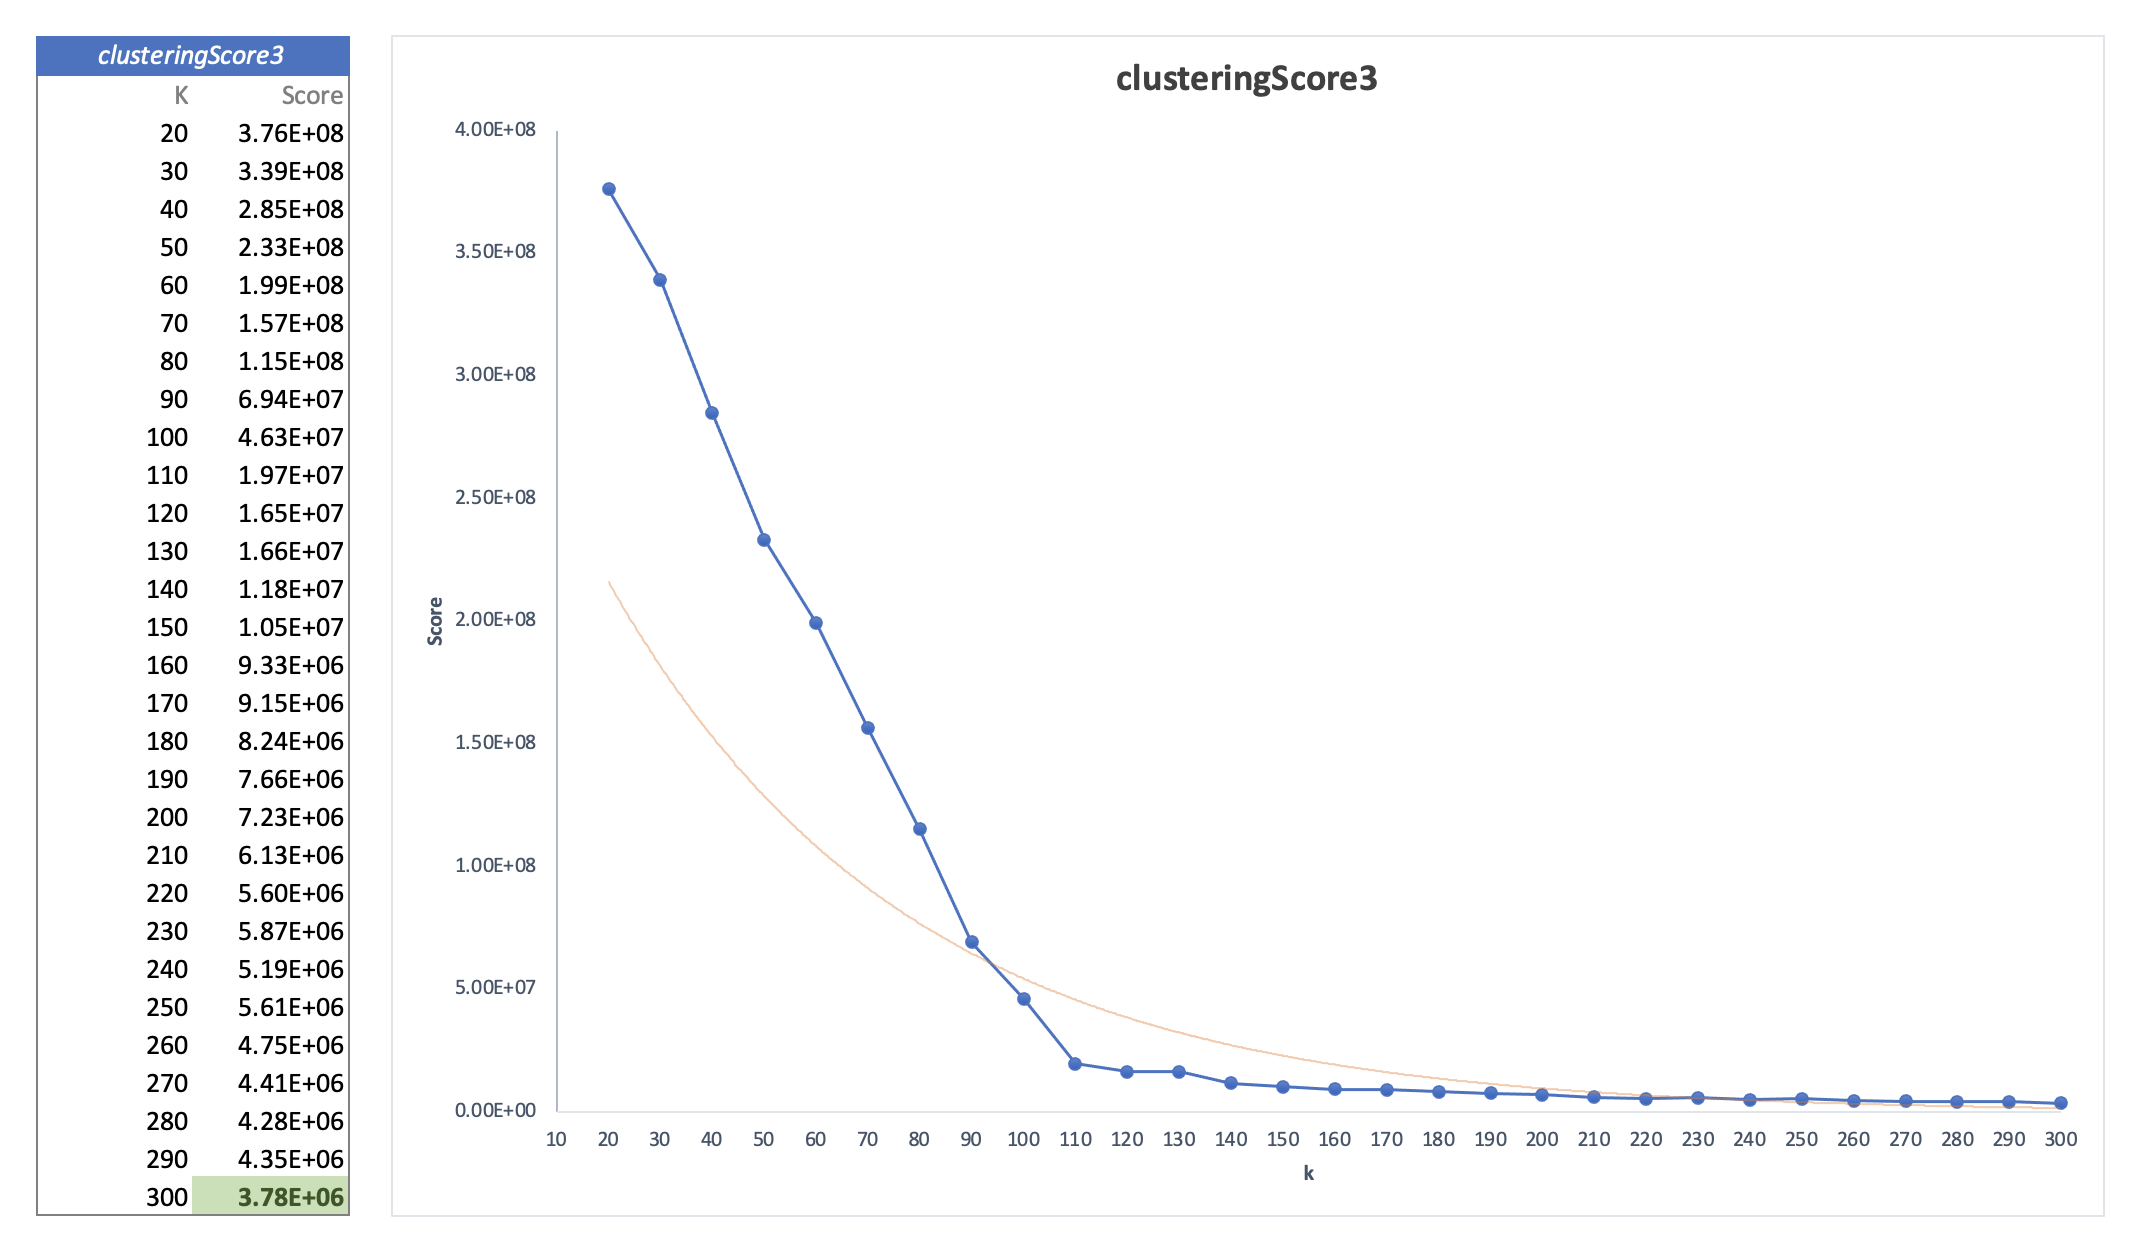 clusteringScore3
K Score
20 3.76E+08
30 3.39E+08
40 2.85E+08
50 2.33E+08
60 1.99E+08
70 1.57E+08
80 1.15E+08
90 6.94E+07
100 4.63E+07
110 1.97E+07
120 1.65E+07
130 1.66E+07
140 1.18E+07
150 1.05E+07
160 9.33E+06
170 9.15E+06
180 8.24E+06
190 7.66E+06
200 7.23E+06
210 6.13E+06
220 5.60E+06
230 5.87E+06
240 5.19E+06
250 5.61E+06
260 4.75E+06
270 4.41E+06
280 4.28E+06
290 4.35E+06
300 3.78E+06
clusteringScore3
4.00E+08
3.50E+08
3.00E+08
2.50E+08
2.00E+08
1.50E+08
1.00E+08
5.00E+07
0.00E+00
Score
10 20 30 40 50 60 70 80 90 100 110 120 130 140 150 160 170 180 190 200 210 220 230 240 250 260 270 280 290 300
k